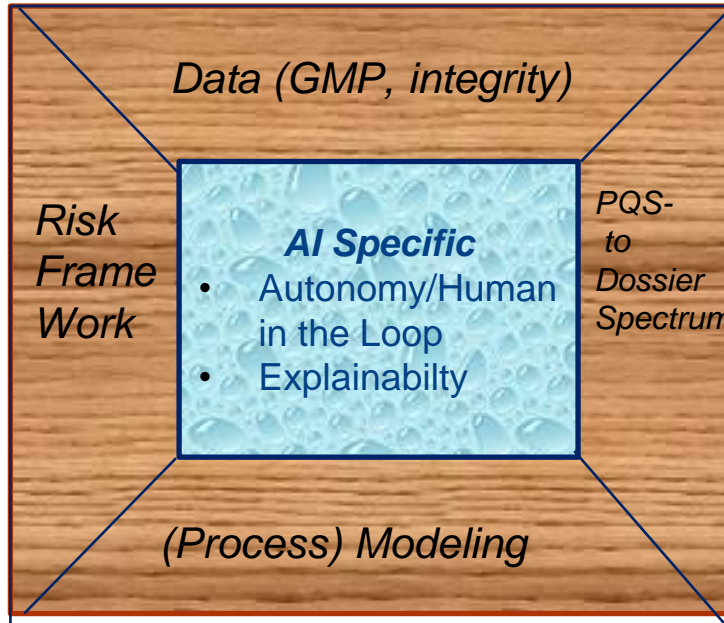 Data (GMP, integrity)
Risk
Frame
Work
AI Specific
• Autonomy/Human
in the Loop
• Explainabilty
PQS-
to
Dossier
Spectrum
(Process) Modeling